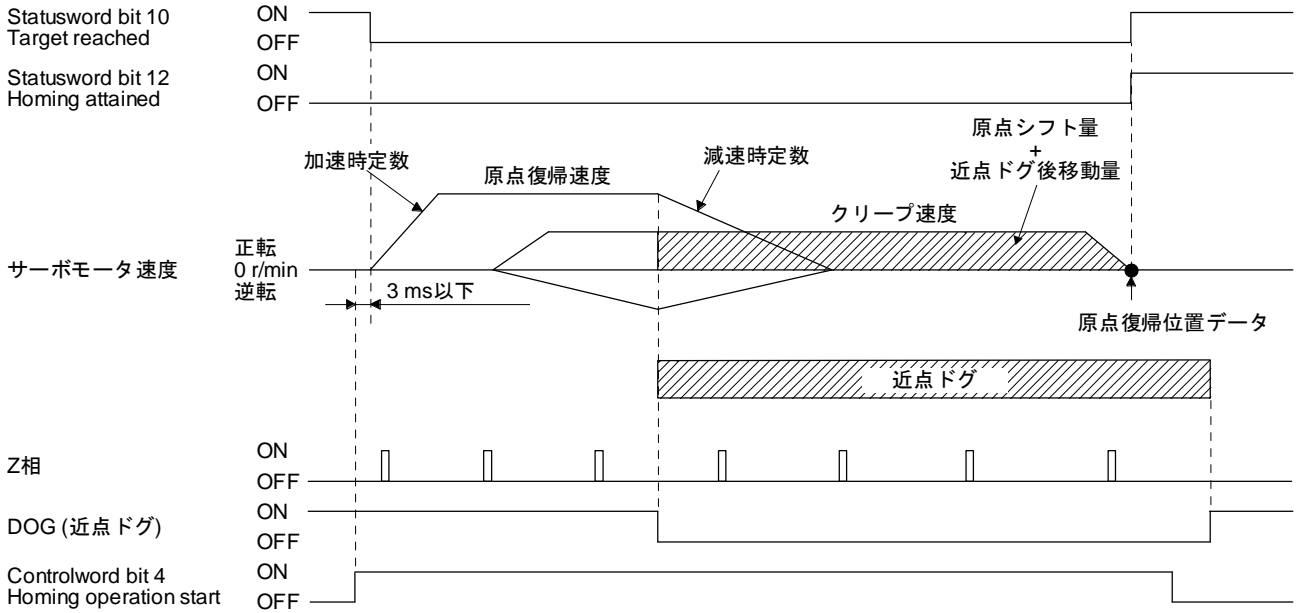 Statusword bit 10
Target reached
ON
OFF
Statusword bit 12
Homing attained
ON
OFF
原点シフト量
+
近点ドグ後移動量
加速時定数
原点復帰速度
減速時定数
クリープ速度
サーボモータ速度
正転
0 r/min
逆転
3 ms以下
原点復帰位置データ
近点ドグ
Z相
ON
OFF
DOG (近点ドグ)
ON
OFF
Controlword bit 4
Homing operation start
ON
OFF